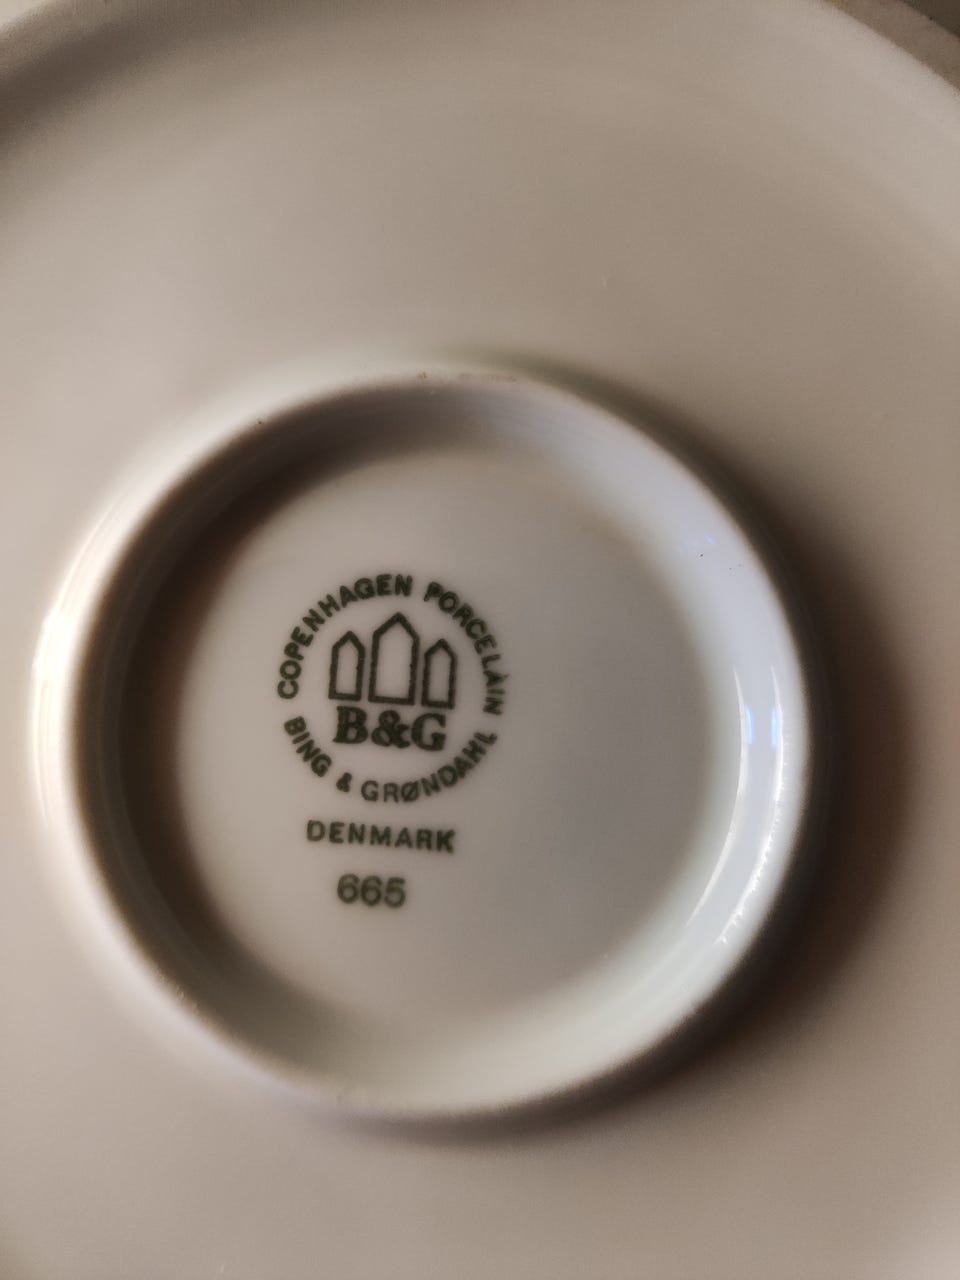 COPENHAGEN PORCELAIN
B&G
BING & GRØNDAHL
DENMARK
665